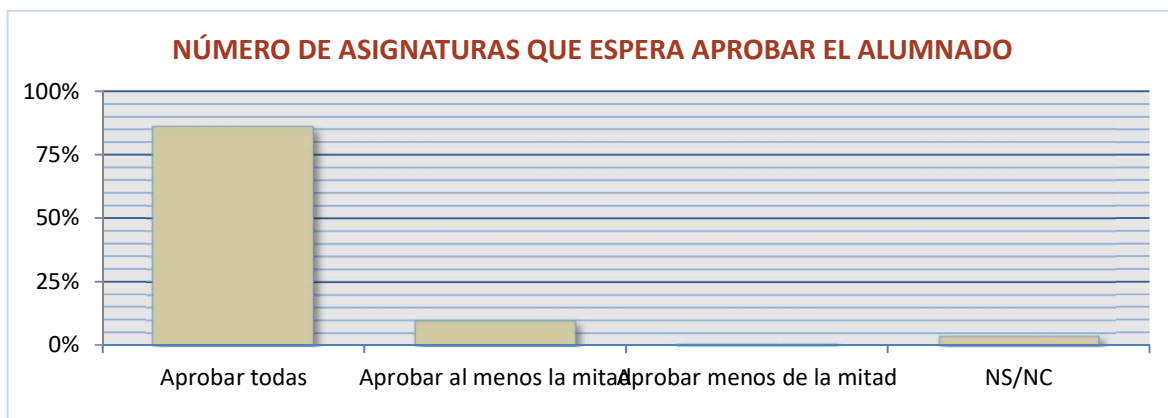 NÚMERO DE ASIGNATURAS QUE ESPERA APROBAR EL ALUMNADO
100%
75%
50%
25%
0%
Aprobar todas
Aprobar al menos la mitad
Aprobar menos de la mitad
NS/NC